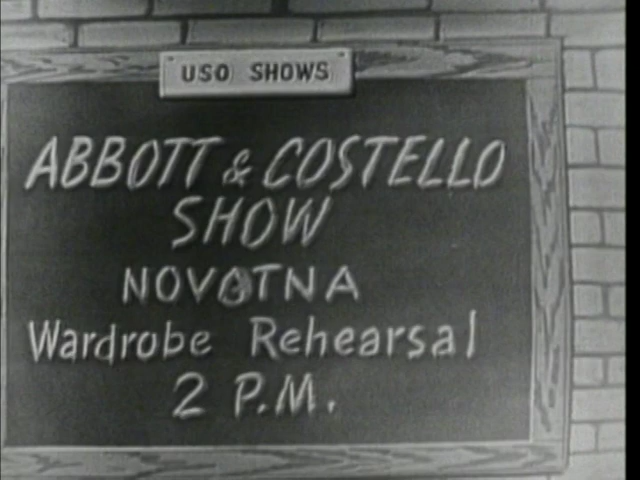 USO SHOWS
ABBOTT & COSTELLO
SHOW
NOVOTNA
Wardrobe Rehearsal
2 P.M.